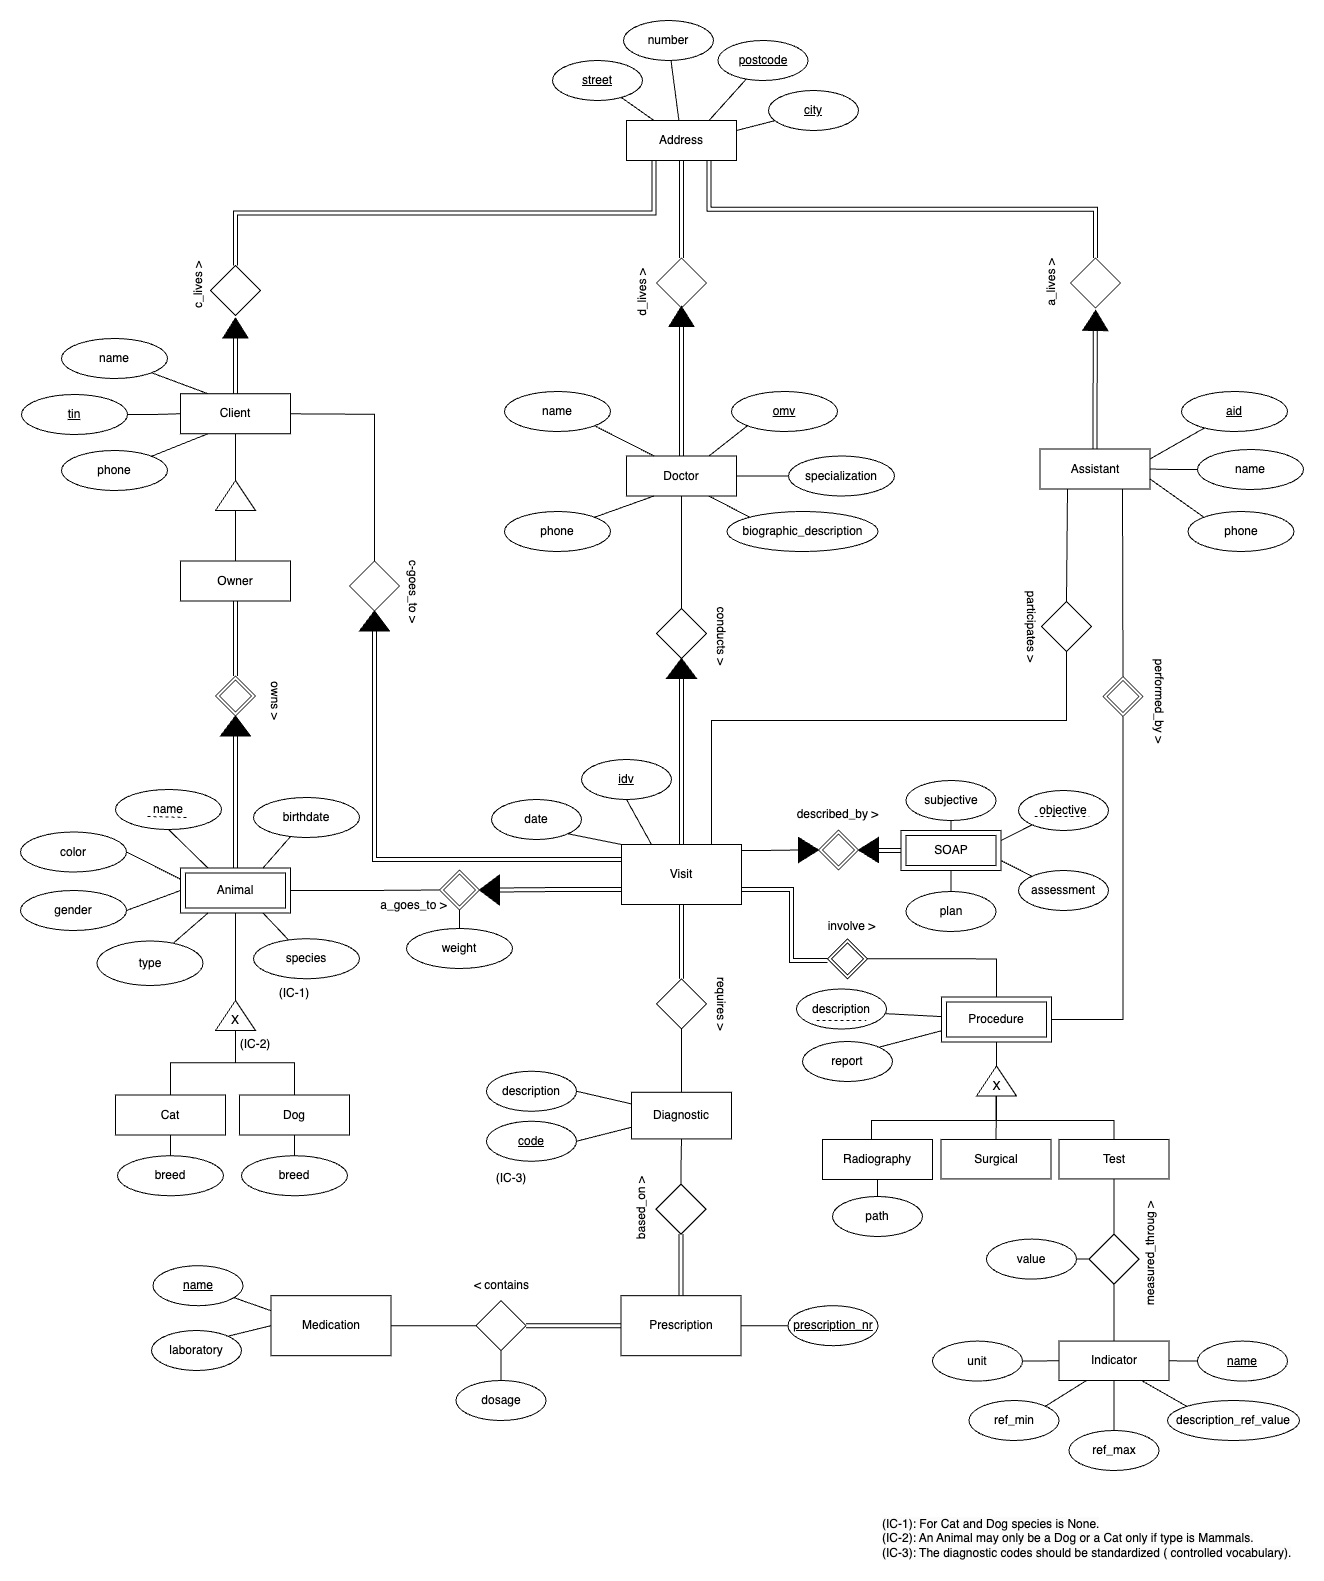 number
street
postcode
city
Address
c_lives >
d_lives >
a_lives >
name
tin
phone
Client
name
omv
Doctor
specialization
phone
biographic_description
aid
Assistant
name
phone
Owner
c-goes_to >
conducts >
participates >
performed_by >
owns >
name
birthdate
color
Animal
gender
type
species
(IC-1)
idv
date
Visit
a_goes_to >
weight
described_by >
subjective
objective
SOAP
assessment
plan
involve >
requires >
description
Procedure
report
X
(IC-2)
Cat
Dog
breed
breed
description
Diagnostic
code
(IC-3)
X
Radiography
Surgical
Test
path
based_on >
measured_throug >
value
name
Medication
laboratory
< contains
dosage
Prescription
prescription_nr
unit
Indicator
name
ref_min
ref_max
description_ref_value
(IC-1): For Cat and Dog species is None.
(IC-2): An Animal may only be a Dog or a Cat only if type is Mammals.
(IC-3): The diagnostic codes should be standardized ( controlled vocabulary).